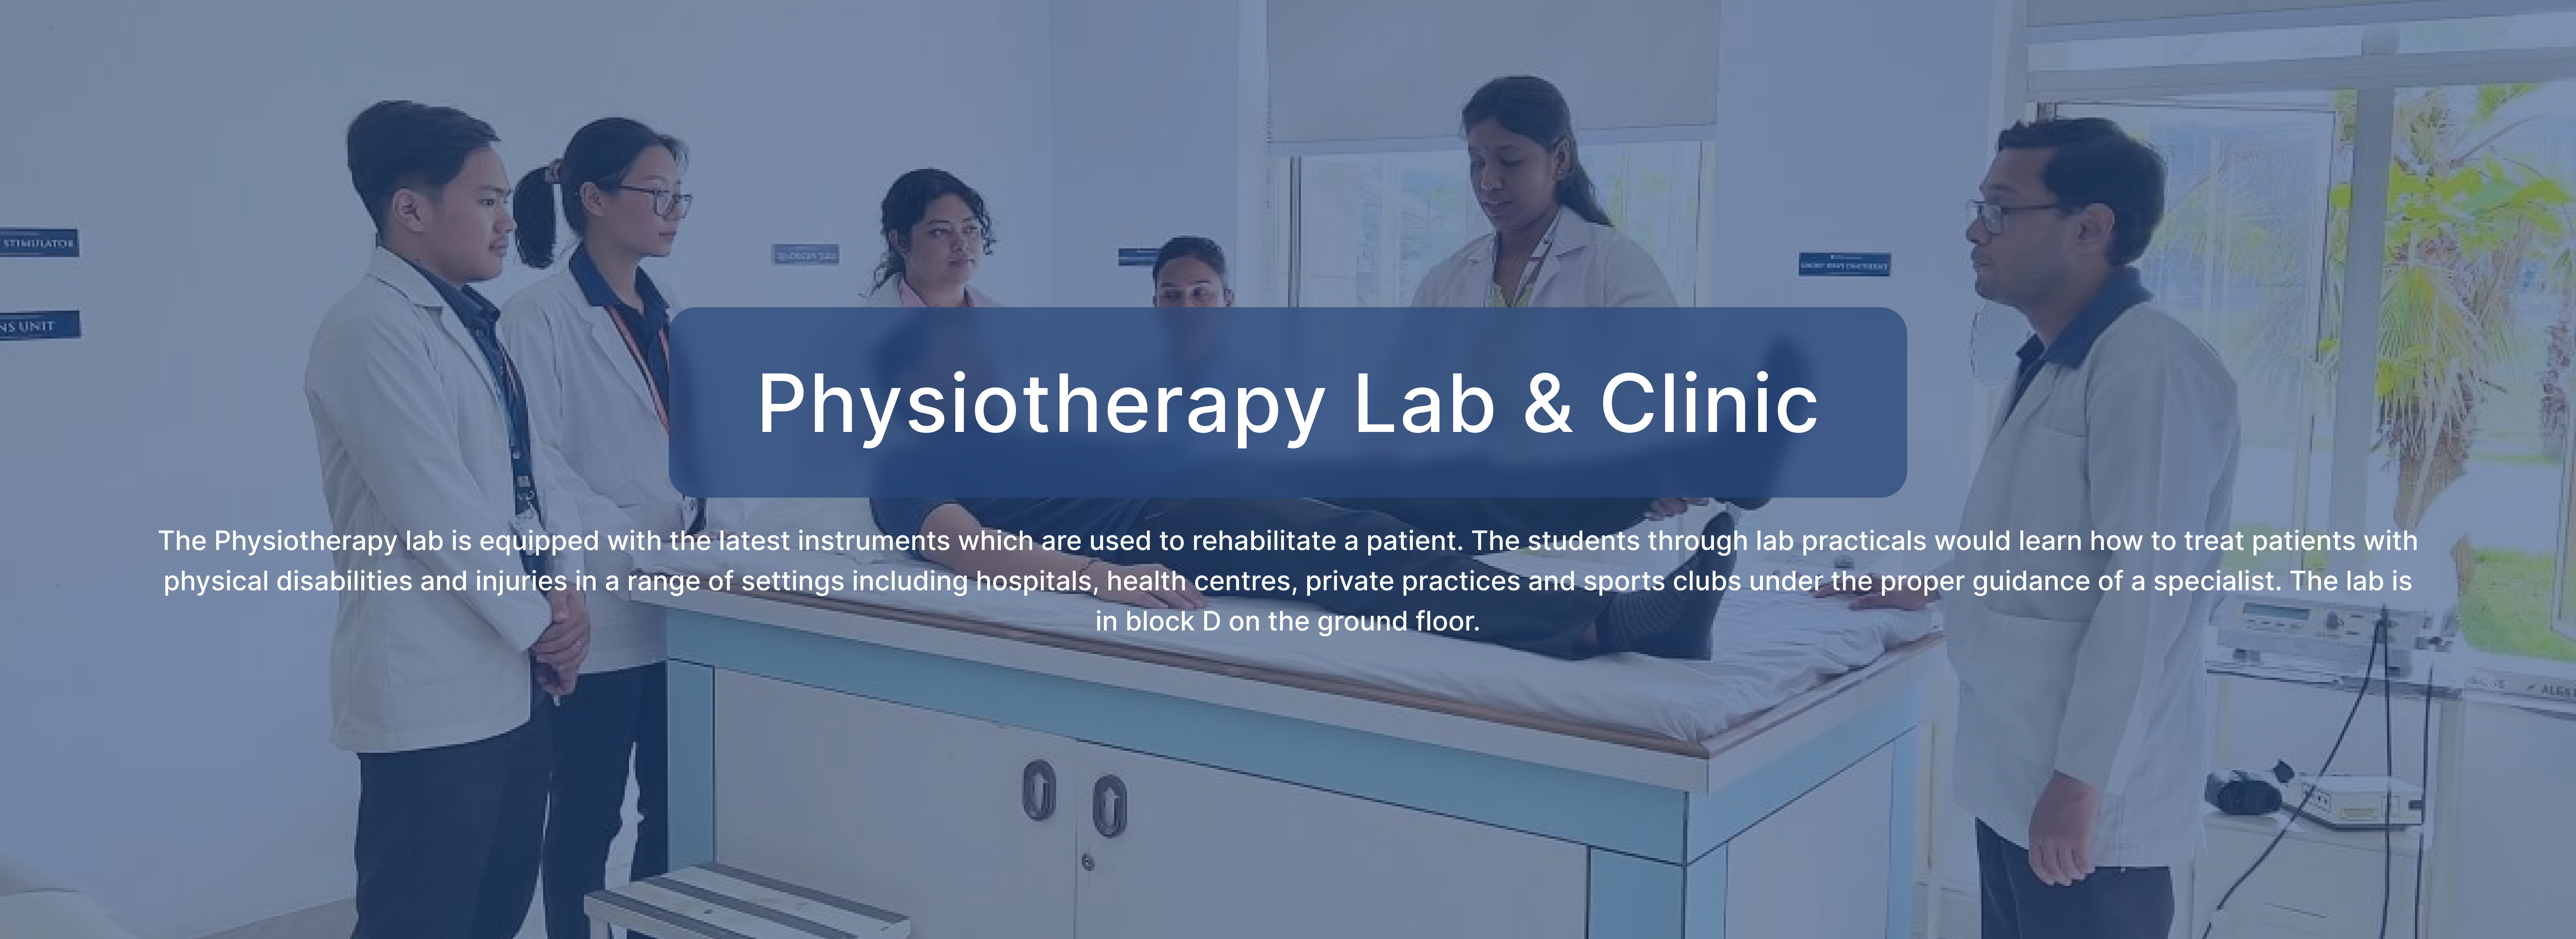 STIMULATOR
NS UNIT
Physiotherapy Lab & Clinic
The Physiotherapy lab is equipped with the latest instruments which are used to rehabilitate a patient. The students through lab practicals would learn how to treat patients with
physical disabilities and injuries in a range of settings including hospitals, health centres, private practices and sports clubs under the proper guidance of a specialist. The lab is
in block D on the ground floor.